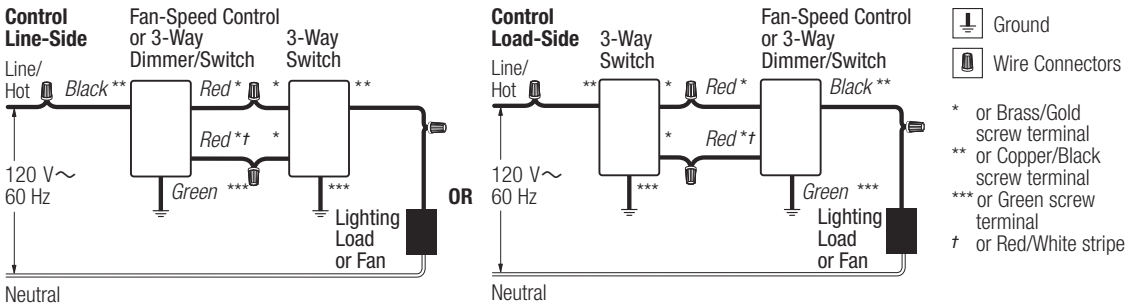 Control
Line-Side
Fan-Speed Control
or 3-Way
Dimmer/Switch
3-Way
Switch
Line/
Hot
Black **
Red *
*
**
Red *†
*
120 V~
60 Hz
Green ***
***
Lighting
Load
or Fan
Neutral
OR
Control
Load-Side
3-Way
Switch
Fan-Speed Control
or 3-Way
Dimmer/Switch
Line/
Hot
**
*
Red *
Black **
*
Red *†
120 V~
60 Hz
***
Green ***
Lighting
Load
or Fan
Neutral
Ground
Wire Connectors
* or Brass/Gold
screw terminal
** or Copper/Black
screw terminal
*** or Green screw
terminal
† or Red/White stripe